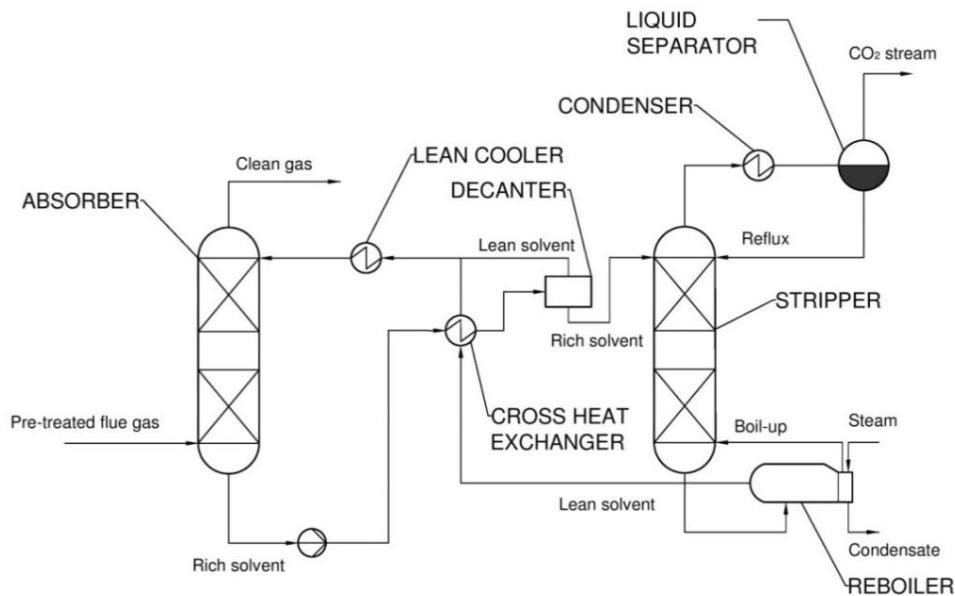 LIQUID
SEPARATOR
CO₂ stream
CONDENSER
Clean gas
LEAN COOLER
DECANTER
ABSORBER
Lean solvent
Reflux
STRIPPER
Rich solvent
Pre-treated flue gas
CROSS HEAT
EXCHANGER
Boil-up
Steam
Lean solvent
Rich solvent
Condensate
REBOILER